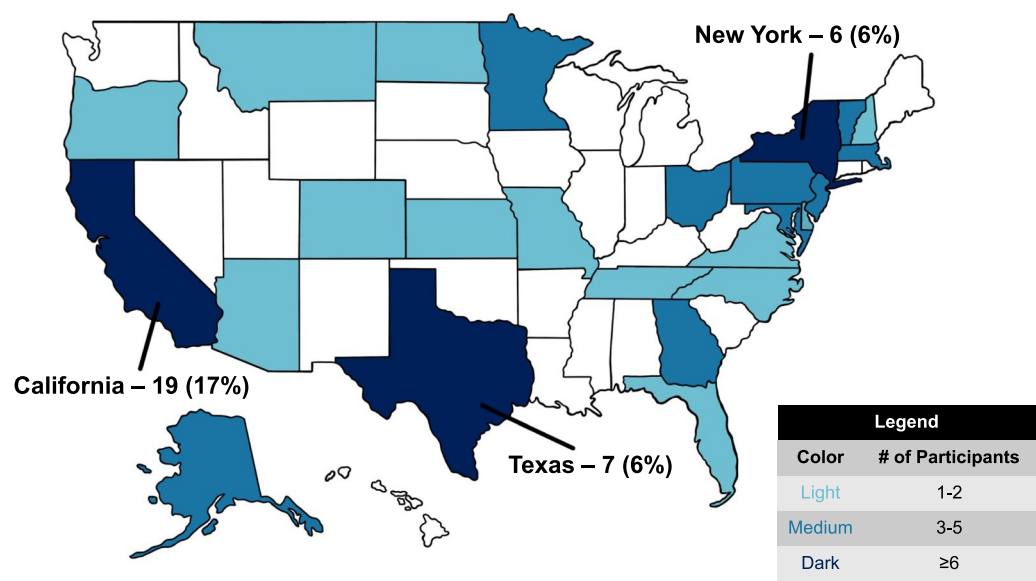 New York – 6 (6%)
California – 19 (17%)
Texas – 7 (6%)
Legend
Color # of Participants
Light 1-2
Medium 3-5
Dark ≥6